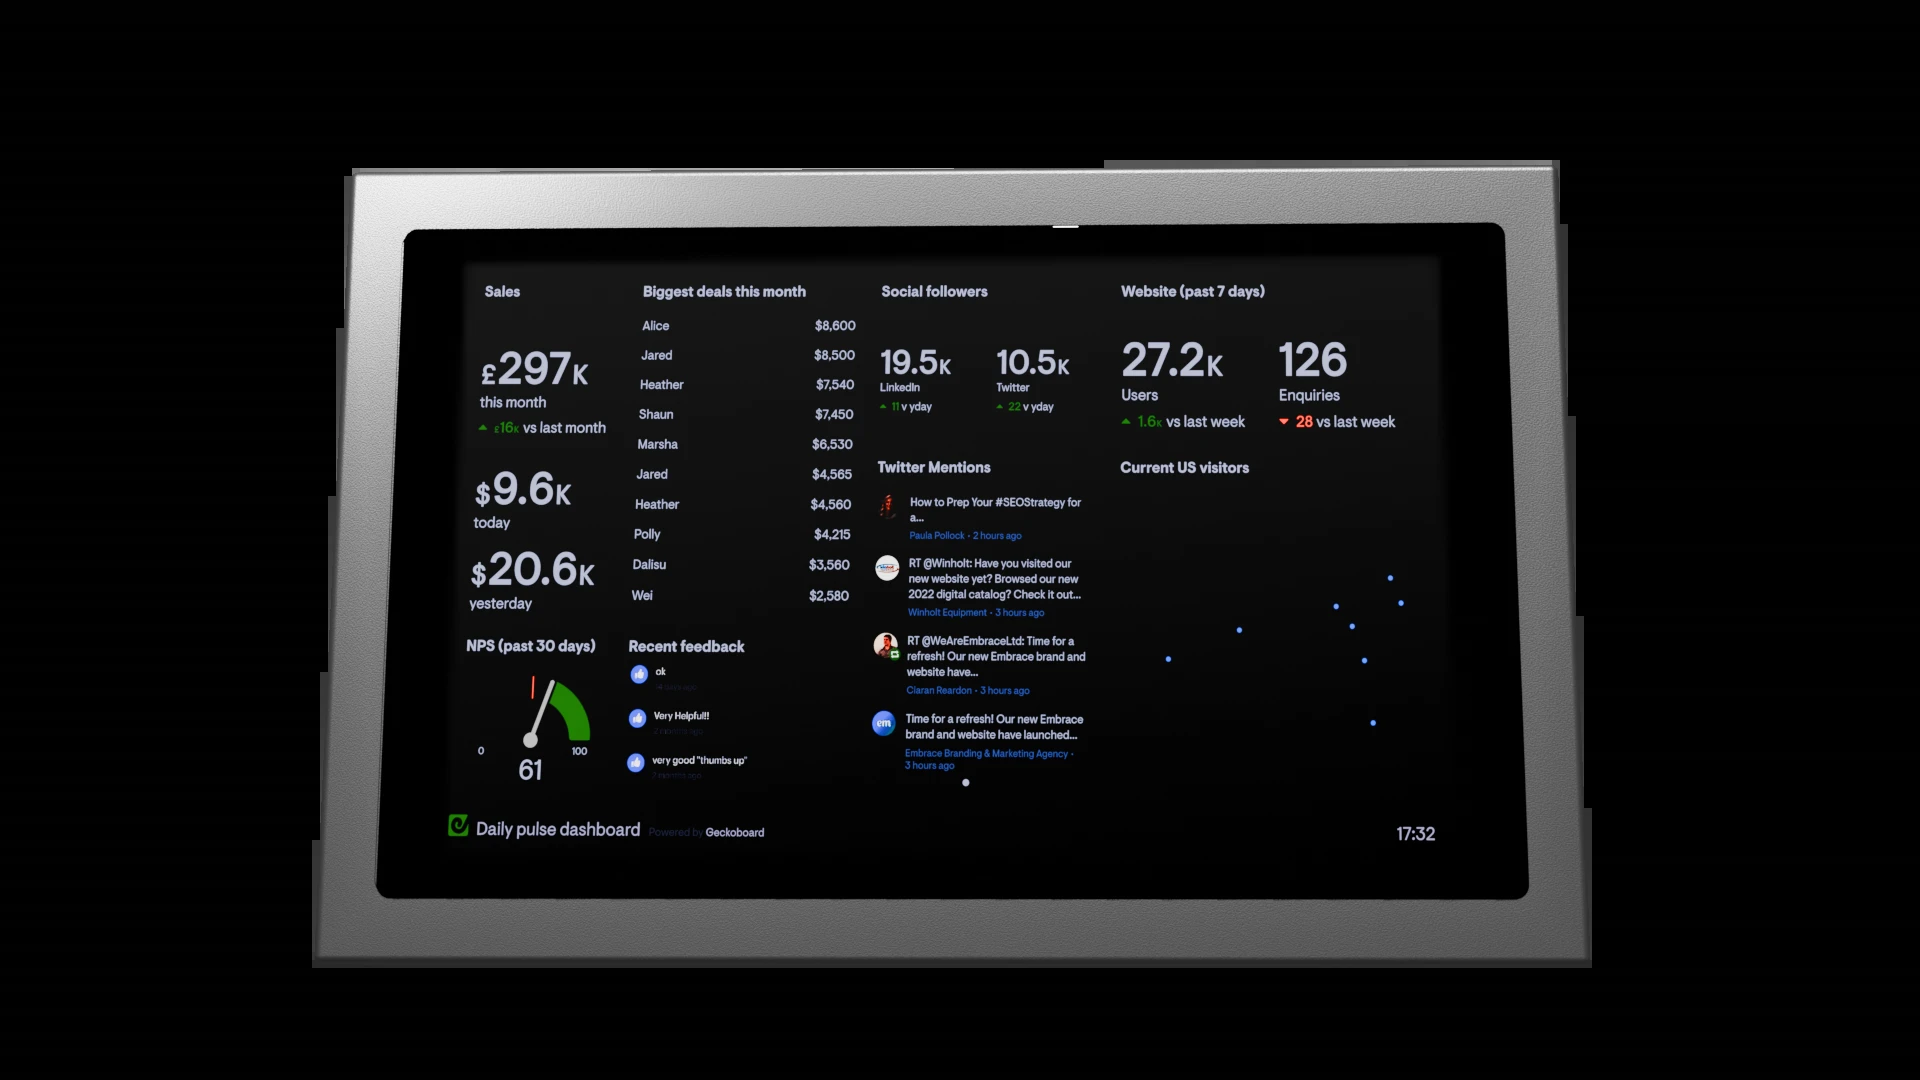 Sales
£297K
this month
£16K vs last month
$9.6K
today
$20.6K
yesterday
NPS (past 30 days)
0
100
61
Biggest deals this month
Alice $8,600
Jared $8,500
Heather $7,540
Shaun $7,450
Marsha $6,530
Jared $4,565
Heather $4,560
Polly $4,215
Dalisu $3,560
Wei $2,580
Recent feedback
ok
Very Helpful!!
2 months ago
very good "thumbs up"
2 months ago
Social followers
19.5K
LinkedIn
11 v yday
10.5K
Twitter
22 v yday
Twitter Mentions
How to Prep Your #SEOStrategy for
a...
Paula Pollock • 2 hours ago
RT @Winholt: Have you visited our
new website yet? Browsed our new
2022 digital catalog? Check it out...
Winholt Equipment • 3 hours ago
RT @WeAreEmbraceLtd: Time for a
refresh! Our new Embrace brand and
website have...
Ciaran Reardon • 3 hours ago
em
Time for a refresh! Our new Embrace
brand and website have launched...
Embrace Branding & Marketing Agency •
3 hours ago
Website (past 7 days)
27.2K
Users
1.6K vs last week
126
Enquiries
28 vs last week
Current US visitors
Daily pulse dashboard Powered by Geckoboard
17:32